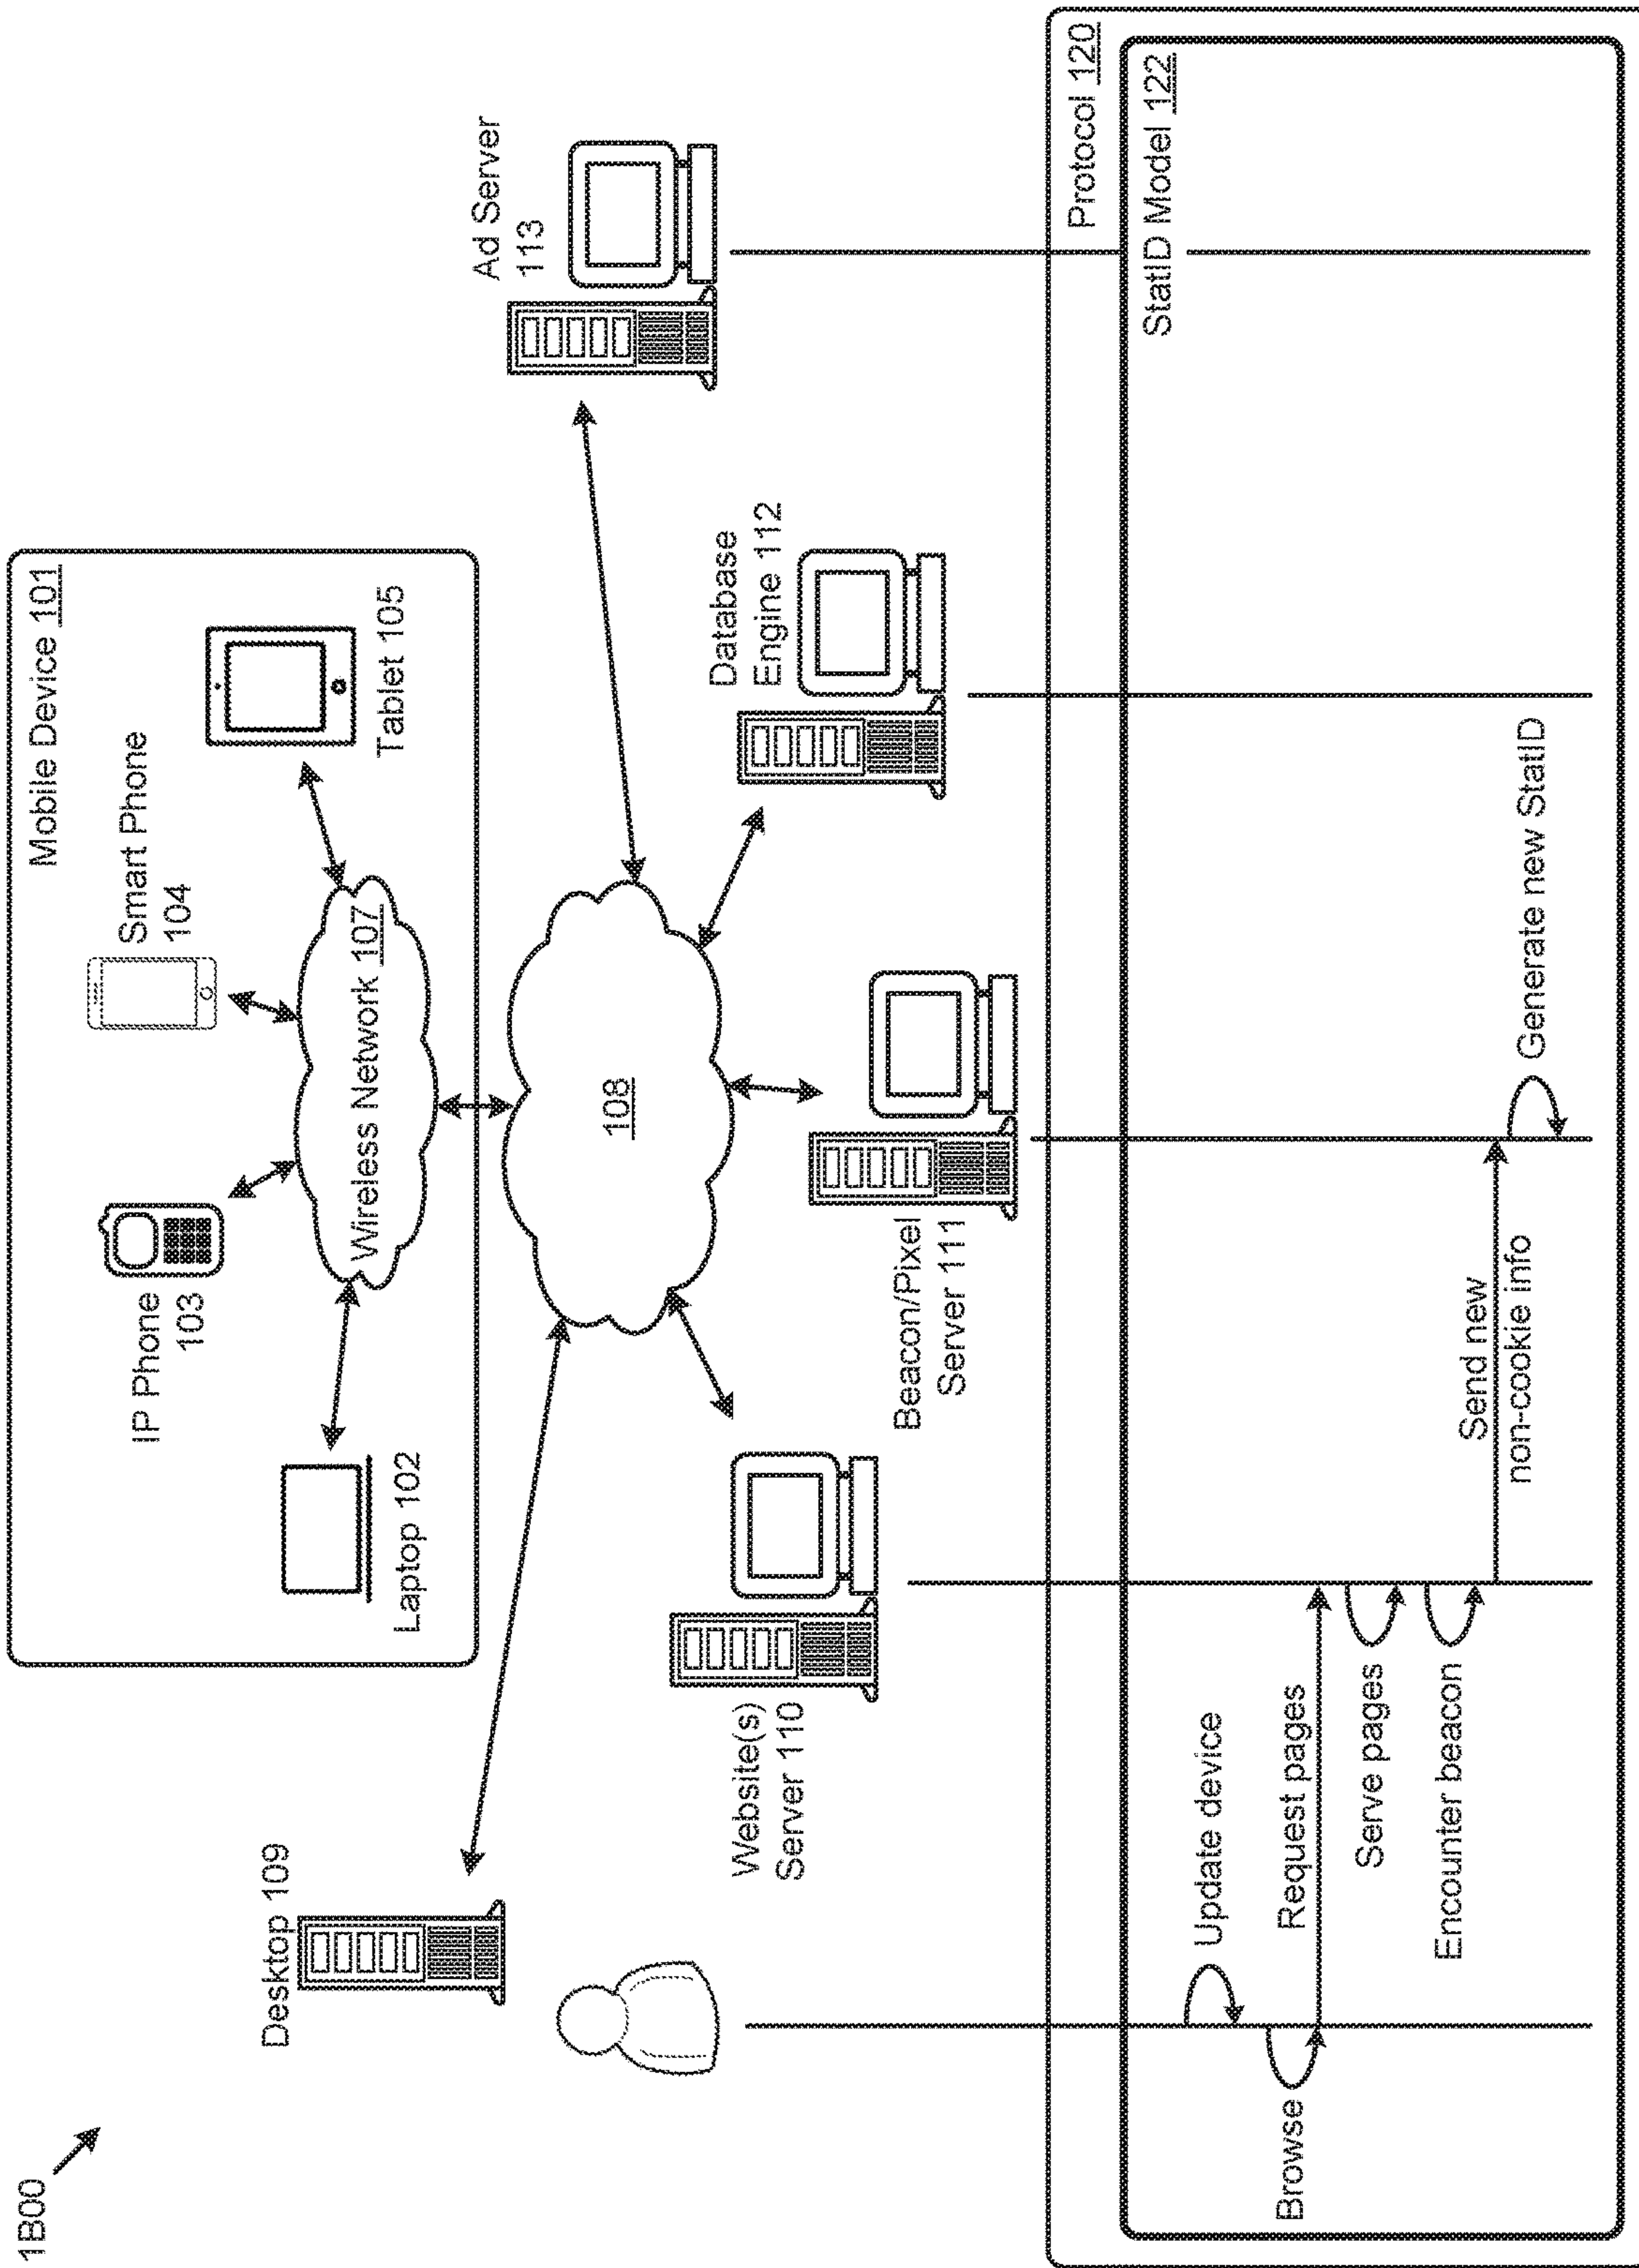 1B00
Mobile Device 101
IP Phone
103
Smart Phone
104
Laptop 102
Wireless Network 107
Tablet 105
Desktop 109
108
Ad Server
113
Website(s)
Server 110
Beacon/Pixel
Server 111
Database
Engine 112
Protocol 120
StatID Model 122
Update device
Browse
Request pages
Serve pages
Encounter beacon
Send new
non-cookie info
Generate new StatID